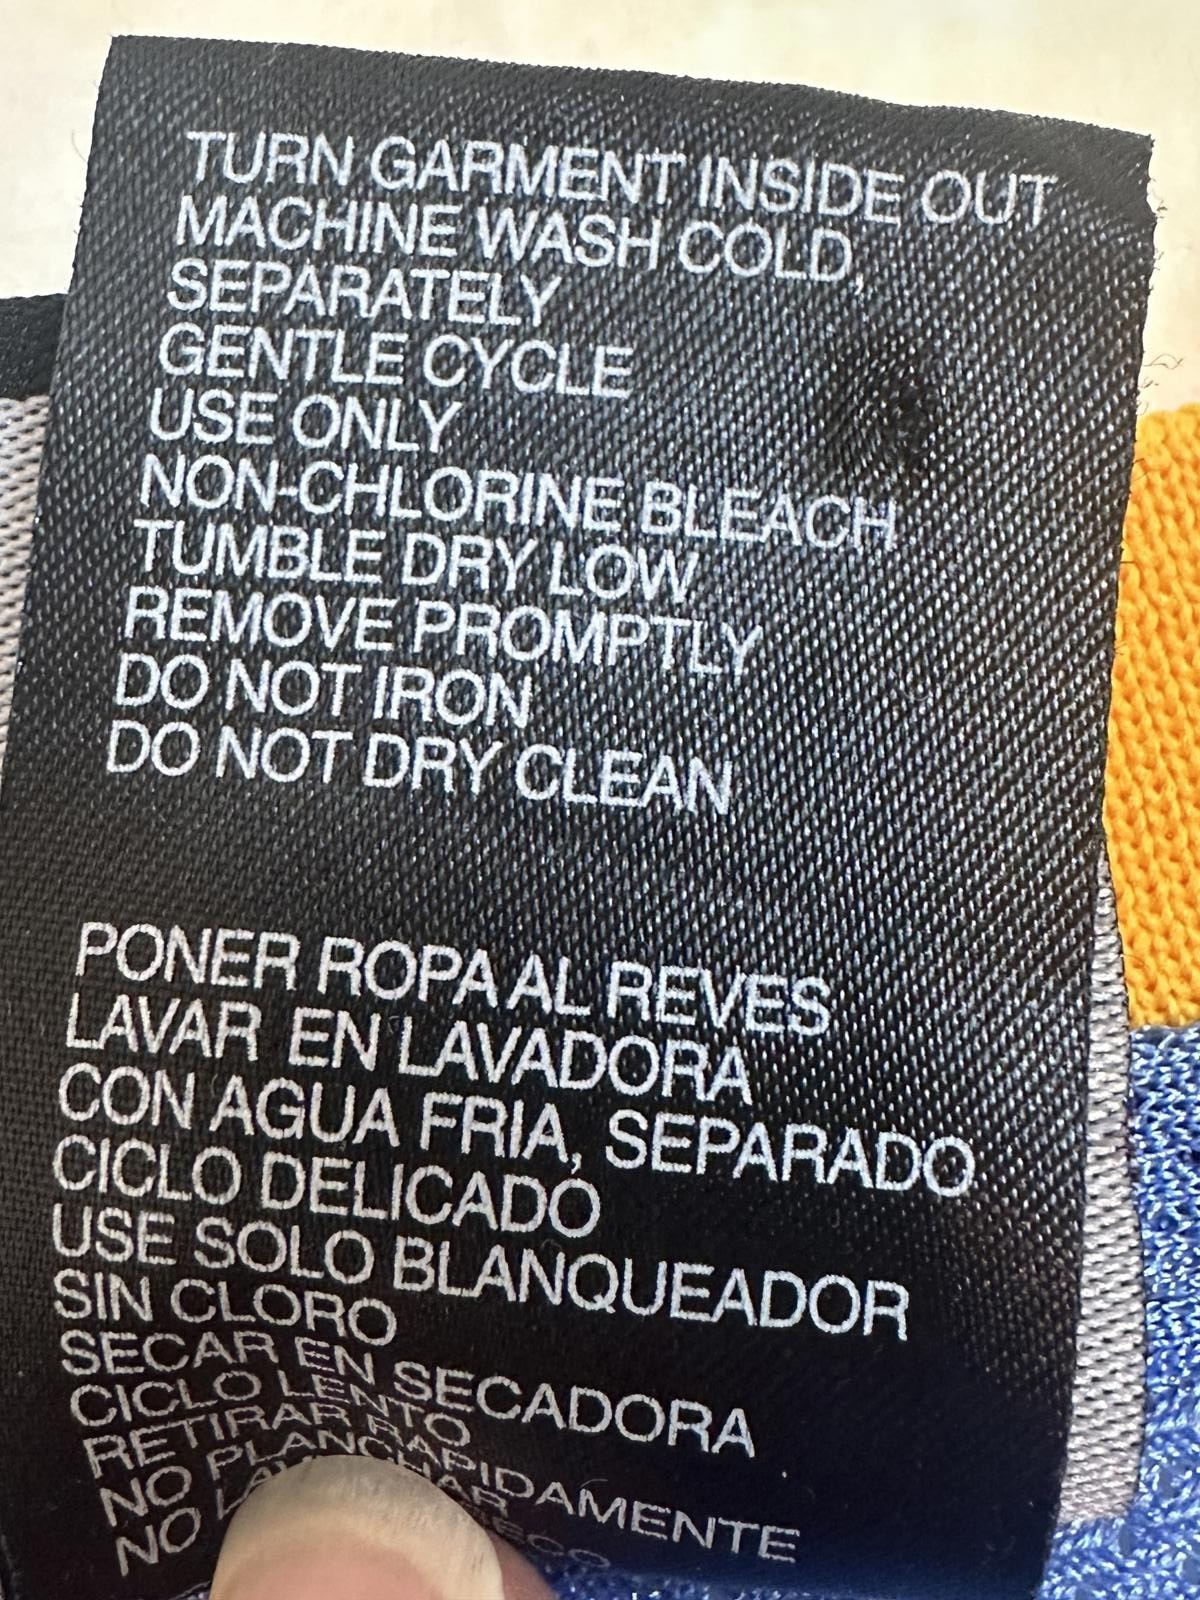 TURN GARMENT INSIDE OUT
MACHINE WASH COLD,
SEPARATELY
GENTLE CYCLE
USE ONLY
NON-CHLORINE BLEACH
TUMBLE DRY LOW
REMOVE PROMPTLY
DO NOT IRON
DO NOT DRY CLEAN
PONER ROPA AL REVES
LAVAR EN LAVADORA
CON AGUA FRIA, SEPARADO
CICLO DELICADO
USE SOLO BLANQUEADOR
SIN CLORO
SECAR EN SECADORA
CICLO LENTO
RETIRAR RAPIDAMENTE
NO PLANCHAR
NO